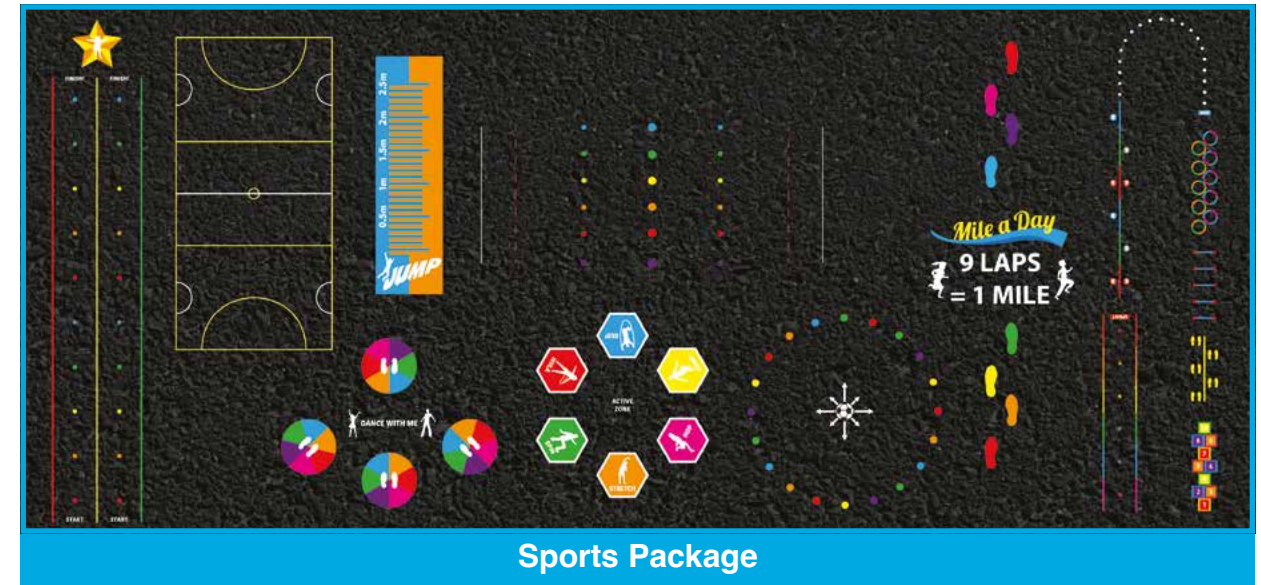 FINISH!
FINISH!
START
START
2.5m
2m
1.5m
1m
0.5m
JUMP
DANCE WITH ME
ACTIVE
ZONE
STRETCH
Mile a Day
9 LAPS
= 1 MILE
Sports Package